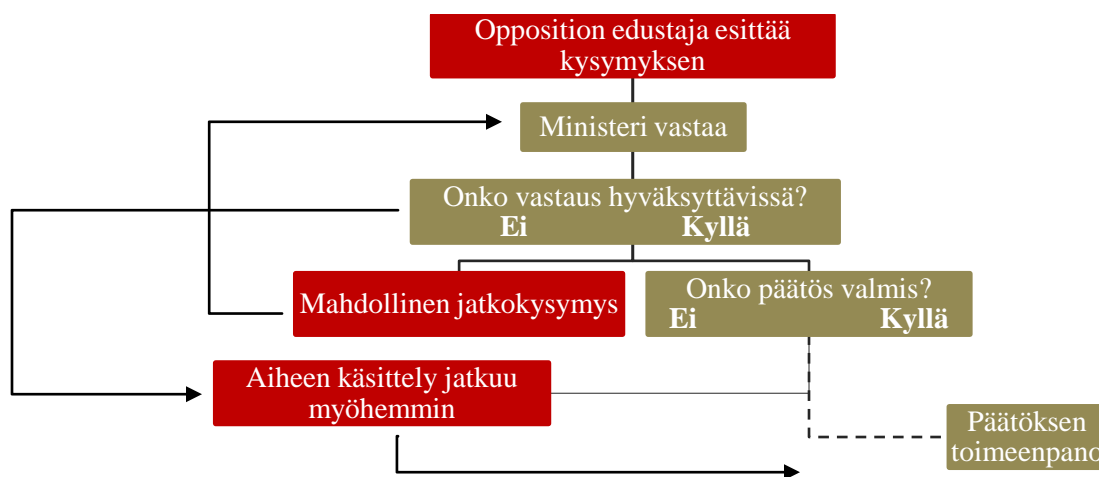 Opposition edustaja esittää
kysymyksen
Ministeri vastaa
Onko vastaus hyväksyttävissä?
Ei Kyllä
Mahdollinen jatkokysymys
Onko päätös valmis?
Ei Kyllä
Aiheen käsittely jatkuu
myöhemmin
Päätöksen
toimeenpano